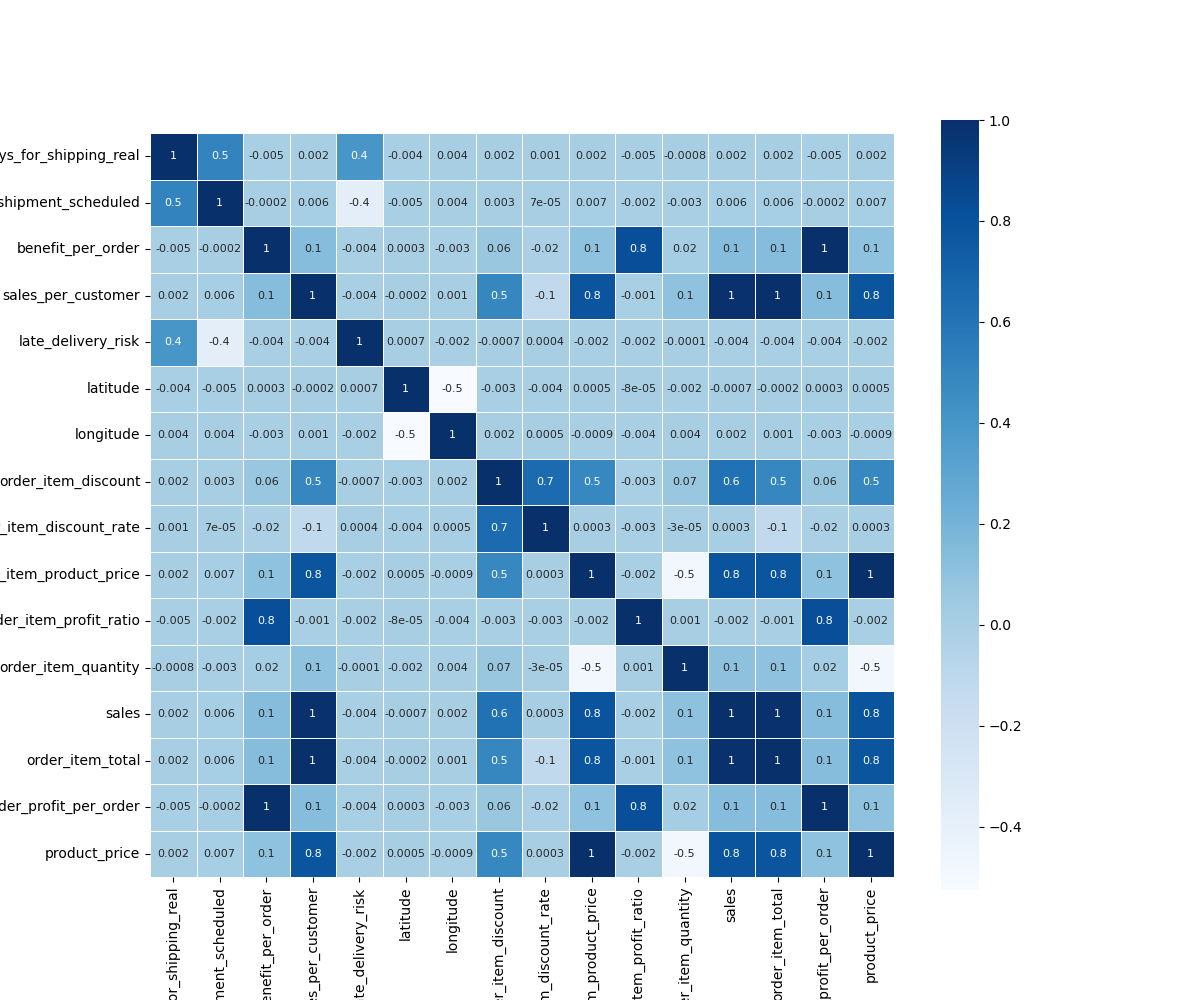 ys_for_shipping_real 1 0.5 -0.005 0.002 0.4 -0.004 0.004 0.002 0.001 0.002 -0.005 -0.0008 0.002 0.002 -0.005 0.002
shipment_scheduled 0.5 1 -0.0002 0.006 -0.4 -0.005 0.004 0.003 7e-05 0.007 -0.002 -0.003 0.006 0.006 -0.0002 0.007
benefit_per_order -0.005 -0.0002 1 0.1 -0.004 0.0003 -0.003 0.06 -0.02 0.1 0.8 0.02 0.1 0.1 1 0.1
sales_per_customer 0.002 0.006 0.1 1 -0.004 -0.0002 0.001 0.5 -0.1 0.8 -0.001 0.1 1 1 0.1 0.8
late_delivery_risk 0.4 -0.4 -0.004 -0.004 1 0.0007 -0.002 -0.0007 0.0004 -0.002 -0.002 -0.0001 -0.004 -0.004 -0.004 -0.002
latitude -0.004 -0.005 0.0003 -0.0002 0.0007 1 -0.5 -0.003 -0.004 0.0005 -8e-05 -0.002 -0.0007 -0.0002 0.0003 0.0005
longitude 0.004 0.004 -0.003 0.001 -0.002 -0.5 1 0.002 0.0005 -0.0009 -0.004 0.004 0.002 0.001 -0.003 -0.0009
order_item_discount 0.002 0.003 0.06 0.5 -0.0007 -0.003 0.002 1 0.7 0.5 -0.003 0.07 0.6 0.5 0.06 0.5
_item_discount_rate 0.001 7e-05 -0.02 -0.1 0.0004 -0.004 0.0005 0.7 1 0.0003 -0.003 -3e-05 0.0003 -0.1 -0.02 0.0003
_item_product_price 0.002 0.007 0.1 0.8 -0.002 0.0005 -0.0009 0.5 0.0003 1 -0.002 -0.5 0.8 0.8 0.1 1
der_item_profit_ratio -0.005 -0.002 0.8 -0.001 -0.002 -8e-05 -0.004 -0.003 -0.003 -0.002 1 0.001 -0.002 -0.001 0.8 -0.002
order_item_quantity -0.0008 -0.003 0.02 0.1 -0.0001 -0.002 0.004 0.07 -3e-05 -0.5 0.001 1 0.1 0.1 0.02 -0.5
sales 0.002 0.006 0.1 1 -0.004 -0.0007 0.002 0.6 0.0003 0.8 -0.002 0.1 1 1 0.1 0.8
order_item_total 0.002 0.006 0.1 1 -0.004 -0.0002 0.001 0.5 -0.1 0.8 -0.001 0.1 1 1 0.1 0.8
der_profit_per_order -0.005 -0.0002 1 0.1 -0.004 0.0003 -0.003 0.06 -0.02 0.1 0.8 0.02 0.1 0.1 1 0.1
product_price 0.002 0.007 0.1 0.8 -0.002 0.0005 -0.0009 0.5 0.0003 1 -0.002 -0.5 0.8 0.8 0.1 1
or_shipping_real
ment_scheduled
enefit_per_order
es_per_customer
te_delivery_risk
latitude
longitude
er_item_discount
m_discount_rate
m_product_price
tem_profit_ratio
er_item_quantity
sales
order_item_total
profit_per_order
product_price
1.0
0.8
0.6
0.4
0.2
0.0
−0.2
−0.4